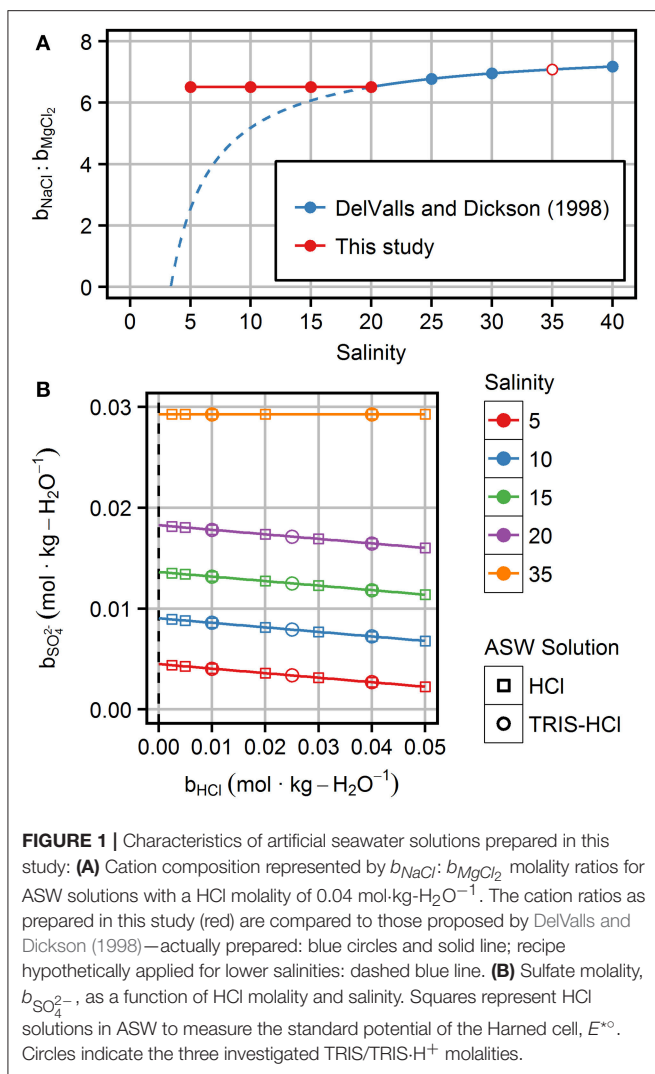 A
8
6
4
2
0
b_NaCl : b_MgCl₂
DelValls and Dickson (1998)
This study
0 5 10 15 20 25 30 35 40
Salinity
B
0.03
0.02
0.01
0.00
b_SO₄²⁻ (mol · kg – H₂O⁻¹)
0.00 0.01 0.02 0.03 0.04 0.05
b_HCl (mol · kg – H₂O⁻¹)
Salinity
5
10
15
20
35
ASW Solution
HCl
TRIS-HCl
FIGURE 1 | Characteristics of artificial seawater solutions prepared in this
study: (A) Cation composition represented by b_NaCl: b_MgCl₂ molality ratios for
ASW solutions with a HCl molality of 0.04 mol·kg-H₂O⁻¹. The cation ratios as
prepared in this study (red) are compared to those proposed by DelValls and
Dickson (1998)—actually prepared: blue circles and solid line; recipe
hypothetically applied for lower salinities: dashed blue line. (B) Sulfate molality,
b_SO₄²⁻, as a function of HCl molality and salinity. Squares represent HCl
solutions in ASW to measure the standard potential of the Harned cell, E*°.
Circles indicate the three investigated TRIS/TRIS·H⁺ molalities.